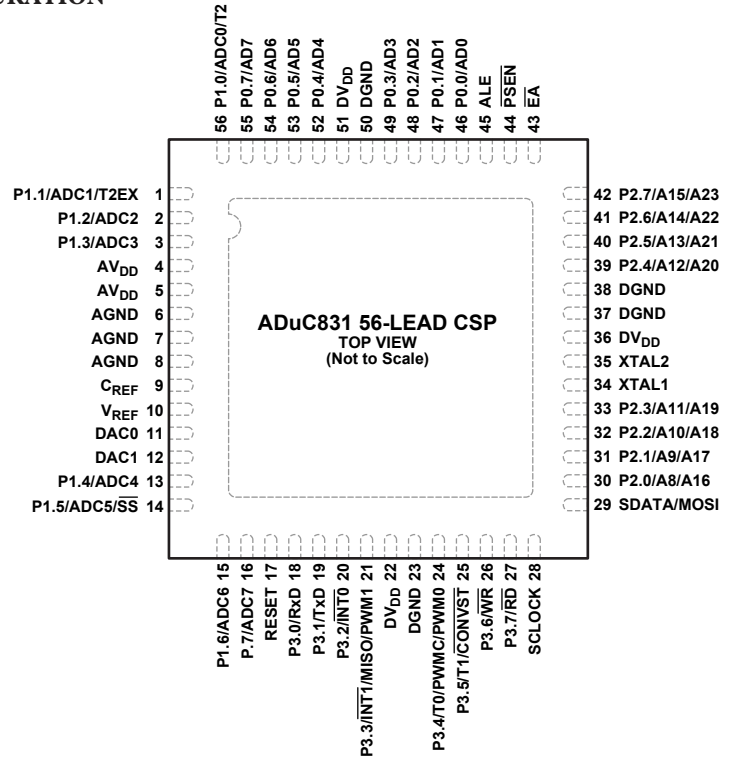 URATION
56 P1.0/ADC0/T2
55 P0.7/AD7
54 P0.6/AD6
53 P0.5/AD5
52 P0.4/AD4
51 DVDD
50 DGND
49 P0.3/AD3
48 P0.2/AD2
47 P0.1/AD1
46 P0.0/AD0
45 ALE
44 PSEN
43 EA
P1.1/ADC1/T2EX 1
P1.2/ADC2 2
P1.3/ADC3 3
AVDD 4
AVDD 5
AGND 6
AGND 7
AGND 8
CREF 9
VREF 10
DAC0 11
DAC1 12
P1.4/ADC4 13
P1.5/ADC5/SS 14
ADuC831 56-LEAD CSP
TOP VIEW
(Not to Scale)
42 P2.7/A15/A23
41 P2.6/A14/A22
40 P2.5/A13/A21
39 P2.4/A12/A20
38 DGND
37 DGND
36 DVDD
35 XTAL2
34 XTAL1
33 P2.3/A11/A19
32 P2.2/A10/A18
31 P2.1/A9/A17
30 P2.0/A8/A16
29 SDATA/MOSI
P1.6/ADC6 15
P.7/ADC7 16
RESET 17
P3.0/RxD 18
P3.1/TxD 19
P3.2/INT0 20
P3.3/INT1/MISO/PWM1 21
DVDD 22
DGND 23
P3.4/T0/PWMC/PWM0 24
P3.5/T1/CONVST 25
P3.6/WR 26
P3.7/RD 27
SCLOCK 28